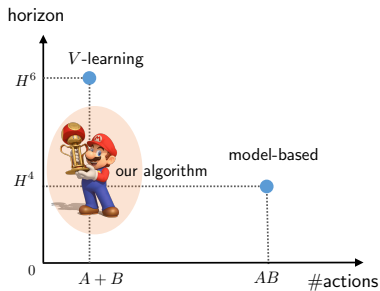 horizon
V-learning
H^6
model-based
our algorithm
H^4
0
A + B
AB
#actions